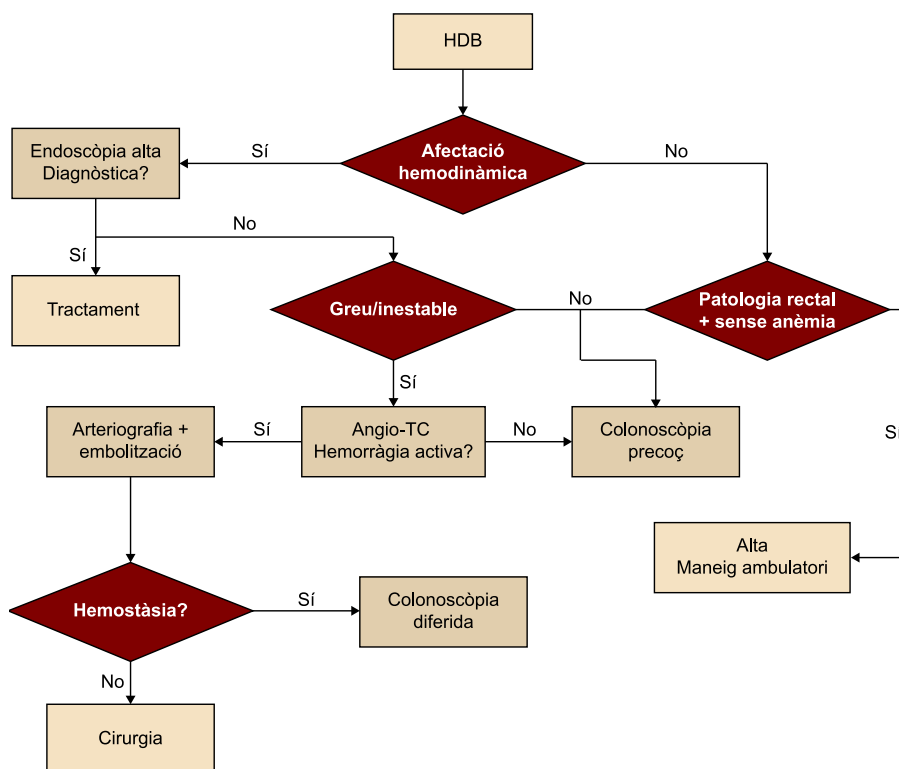 HDB
Afectació
hemodinàmica
Sí
No
Endoscòpia alta
Diagnòstica?
No
Sí
Tractament
Greu/inestable
No
Patologia rectal
+ sense anèmia
Sí
Arteriografia +
embolització
Sí
Angio-TC
Hemorràgia activa?
No
Colonoscòpia
precoç
Sí
Alta
Maneig ambulatori
Hemostàsia?
Sí
Colonoscòpia
diferida
No
Cirurgia